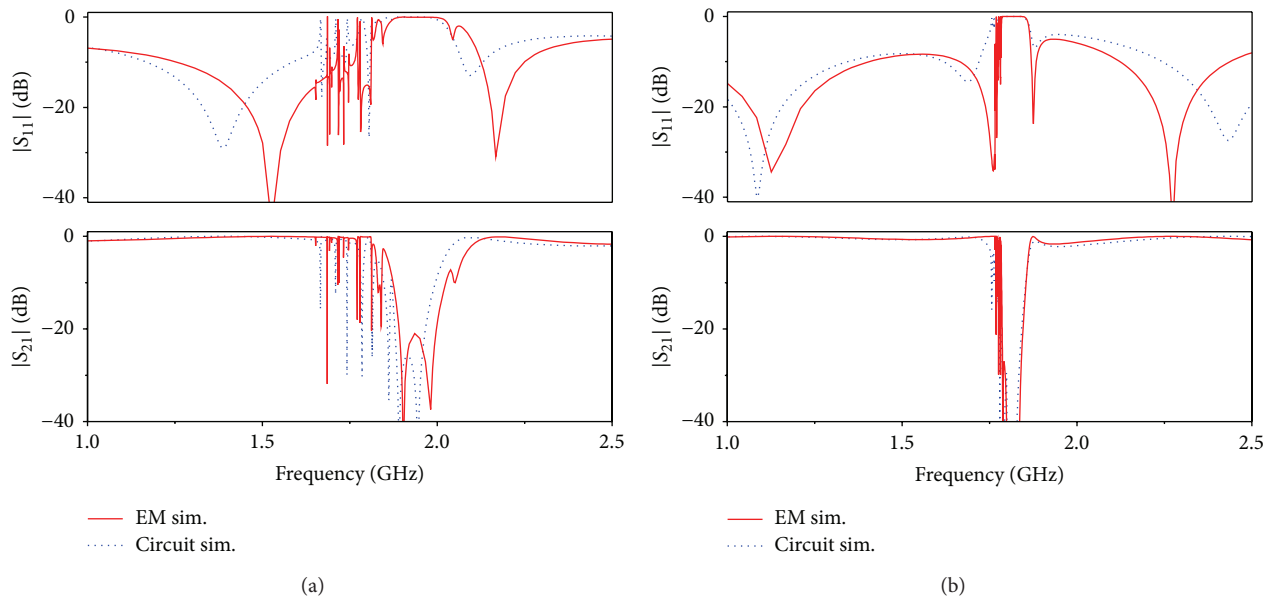 0
−20
−40
|S11| (dB)
0
−20
−40
|S21| (dB)
1.0
1.5
2.0
2.5
Frequency (GHz)
EM sim.
Circuit sim.
(a)
0
−20
−40
|S11| (dB)
0
−20
−40
|S21| (dB)
1.0
1.5
2.0
2.5
Frequency (GHz)
EM sim.
Circuit sim.
(b)